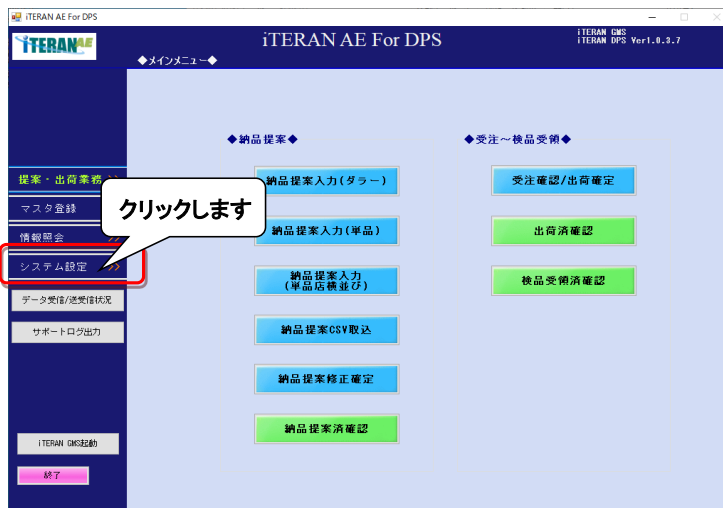 iTERAN AE For DPS
iTERAN AE
iTERAN AE For DPS
iTERAN GMS
iTERAN DPS Ver1.0.3.7
◆メインメニュー◆
◆納品提案◆
◆受注～検品受領◆
提案・出荷業務 >>
マスタ登録
情報照会 >>
システム設定 >>
データ受信/送受信状況
サポートログ出力
iTERAN GMS起動
終了
クリックします
納品提案入力(ダラー)
納品提案入力(単品)
納品提案入力
(単品店横並び)
納品提案CSV取込
納品提案修正確定
納品提案済確認
受注確認/出荷確定
出荷済確認
検品受領済確認